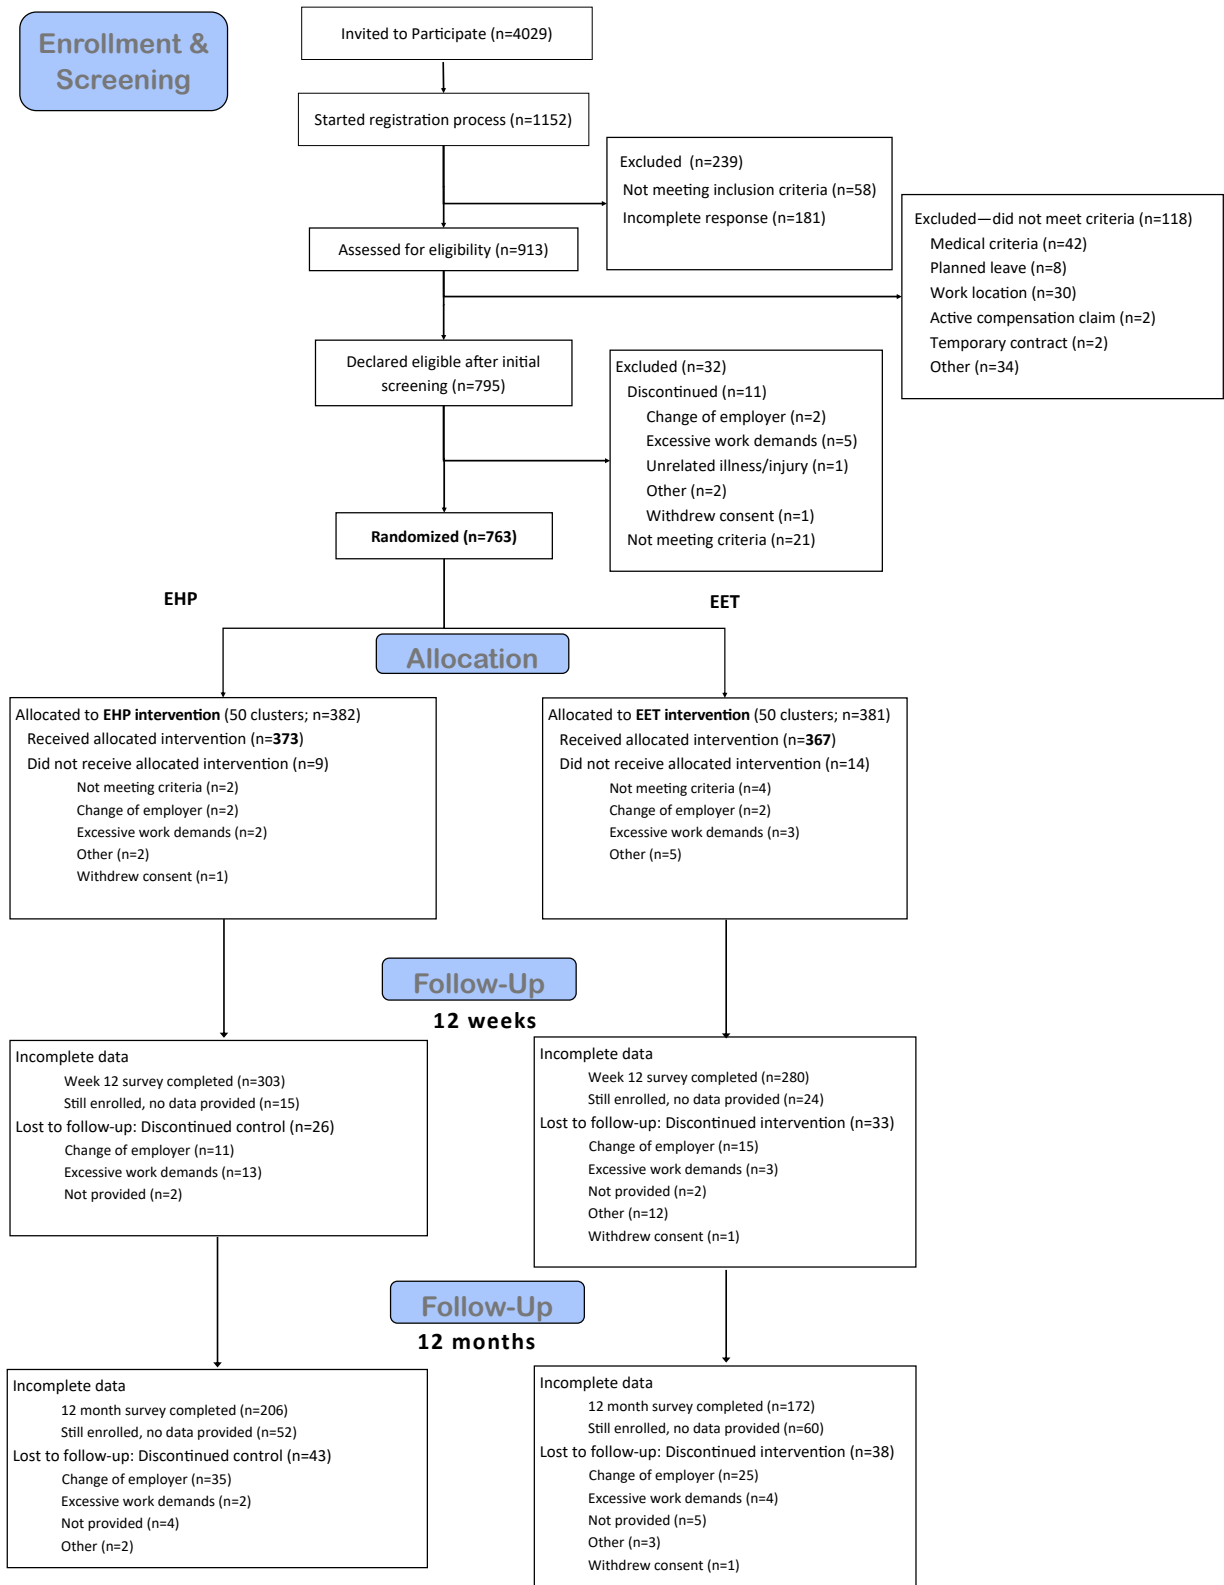 Enrollment &
Screening
Invited to Participate (n=4029)
Started registration process (n=1152)
Excluded (n=239)
Not meeting inclusion criteria (n=58)
Incomplete response (n=181)
Assessed for eligibility (n=913)
Excluded—did not meet criteria (n=118)
Medical criteria (n=42)
Planned leave (n=8)
Work location (n=30)
Active compensation claim (n=2)
Temporary contract (n=2)
Other (n=34)
Declared eligible after initial
screening (n=795)
Excluded (n=32)
Discontinued (n=11)
Change of employer (n=2)
Excessive work demands (n=5)
Unrelated illness/injury (n=1)
Other (n=2)
Withdrew consent (n=1)
Not meeting criteria (n=21)
Randomized (n=763)
EHP
EET
Allocation
Allocated to EHP intervention (50 clusters; n=382)
Received allocated intervention (n=373)
Did not receive allocated intervention (n=9)
Not meeting criteria (n=2)
Change of employer (n=2)
Excessive work demands (n=2)
Other (n=2)
Withdrew consent (n=1)
Allocated to EET intervention (50 clusters; n=381)
Received allocated intervention (n=367)
Did not receive allocated intervention (n=14)
Not meeting criteria (n=4)
Change of employer (n=2)
Excessive work demands (n=3)
Other (n=5)
Follow-Up
12 weeks
Incomplete data
Week 12 survey completed (n=303)
Still enrolled, no data provided (n=15)
Lost to follow-up: Discontinued control (n=26)
Change of employer (n=11)
Excessive work demands (n=13)
Not provided (n=2)
Incomplete data
Week 12 survey completed (n=280)
Still enrolled, no data provided (n=24)
Lost to follow-up: Discontinued intervention (n=33)
Change of employer (n=15)
Excessive work demands (n=3)
Not provided (n=2)
Other (n=12)
Withdrew consent (n=1)
Follow-Up
12 months
Incomplete data
12 month survey completed (n=206)
Still enrolled, no data provided (n=52)
Lost to follow-up: Discontinued control (n=43)
Change of employer (n=35)
Excessive work demands (n=2)
Not provided (n=4)
Other (n=2)
Incomplete data
12 month survey completed (n=172)
Still enrolled, no data provided (n=60)
Lost to follow-up: Discontinued intervention (n=38)
Change of employer (n=25)
Excessive work demands (n=4)
Not provided (n=5)
Other (n=3)
Withdrew consent (n=1)